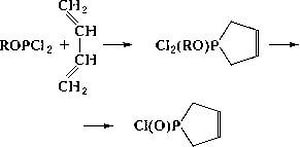 CH₂
CH
ROPCl₂ +
CH
CH₂
Cl₂(RO)P
Cl(O)P